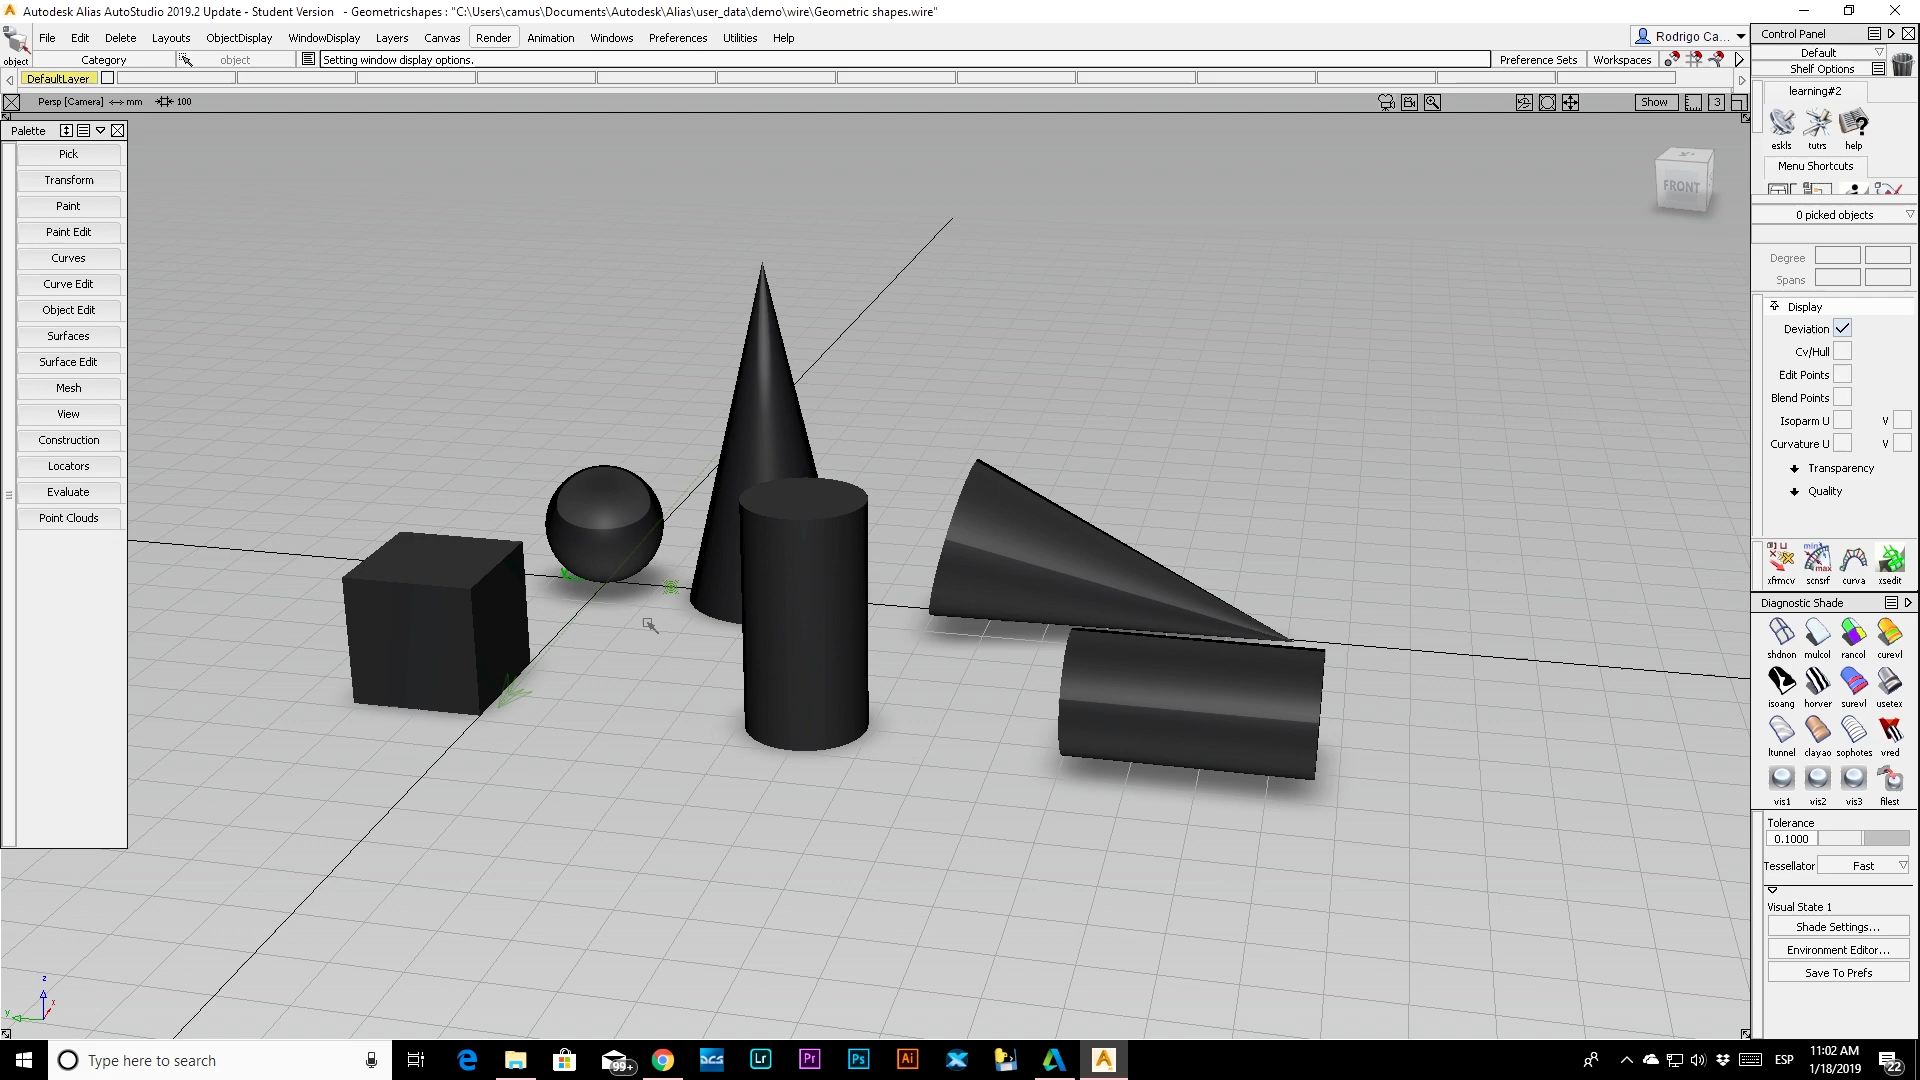 Autodesk Alias AutoStudio 2019.2 Update - Student Version - Geometricshapes : "C:\Users\camus\Documents\Autodesk\Alias\user_data\demo\wire\Geometric shapes.wire"
File Edit Delete Layouts ObjectDisplay WindowDisplay Layers Canvas Render Animation Windows Preferences Utilities Help
Rodrigo Ca...
object Category object Setting window display options. Preference Sets Workspaces
DefaultLayer
Persp [Camera] mm 100 Show 3
Palette
Pick
Transform
Paint
Paint Edit
Curves
Curve Edit
Object Edit
Surfaces
Surface Edit
Mesh
View
Construction
Locators
Evaluate
Point Clouds
FRONT
z
x
y
Control Panel
Default
Shelf Options
learning#2
eskls tutrs help
Menu Shortcuts
0 picked objects
Degree
Spans
Display
Deviation
Cv/Hull
Edit Points
Blend Points
Isoparm U V
Curvature U V
Transparency
Quality
xfrmcv scnsrf curva xsedit
Diagnostic Shade
shdnon mulcol rancol curevl
isoang horver surevl usetex
ltunnel clayao sophotes vred
vis1 vis2 vis3 filest
Tolerance
0.1000
Tessellator Fast
Visual State 1
Shade Settings...
Environment Editor...
Save To Prefs
Type here to search
99+
DCS
Lr
Pr
Ps
Ai
ESP
11:02 AM
1/18/2019
22